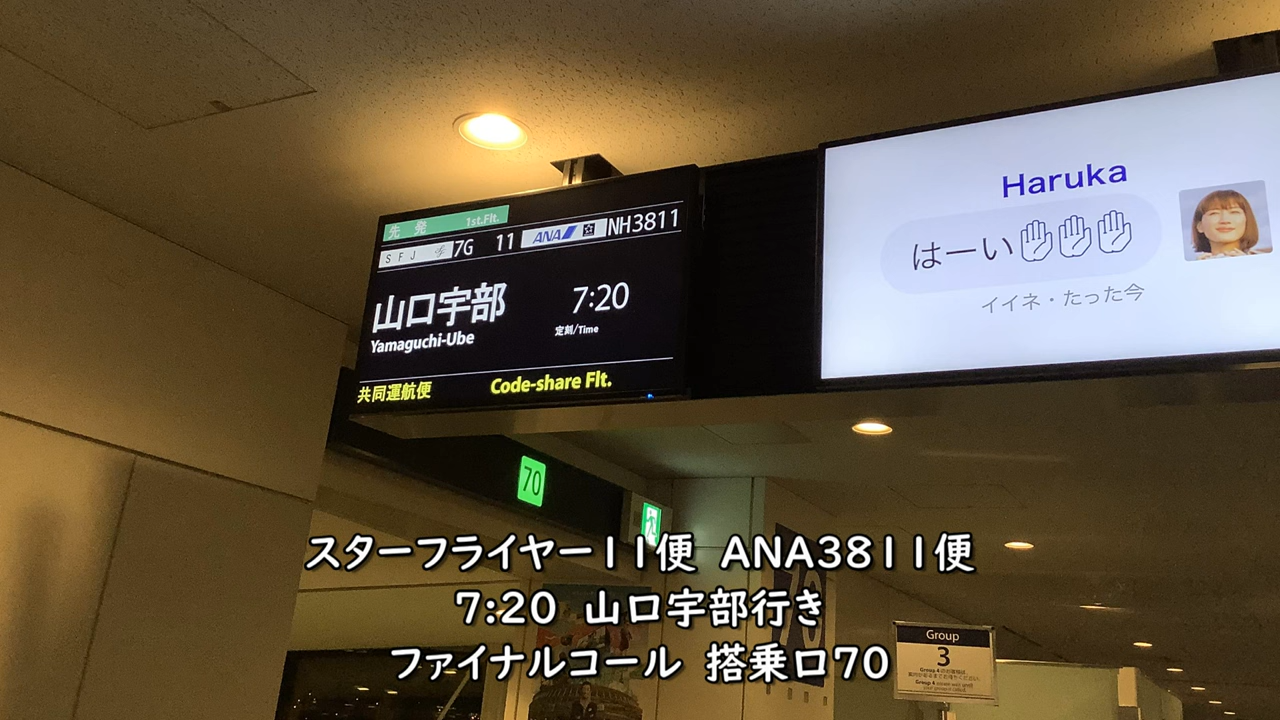 先発 1st.Flt.
SFJ 7G 11 ANA NH3811
山口宇部 7:20
Yamaguchi-Ube 定刻/Time
共同運航便 Code-share Flt.
Haruka
はーい✋✋✋
イイネ・たった今
70
スターフライヤー11便 ANA3811便
7:20 山口宇部行き
ファイナルコール 搭乗口70
Group
3